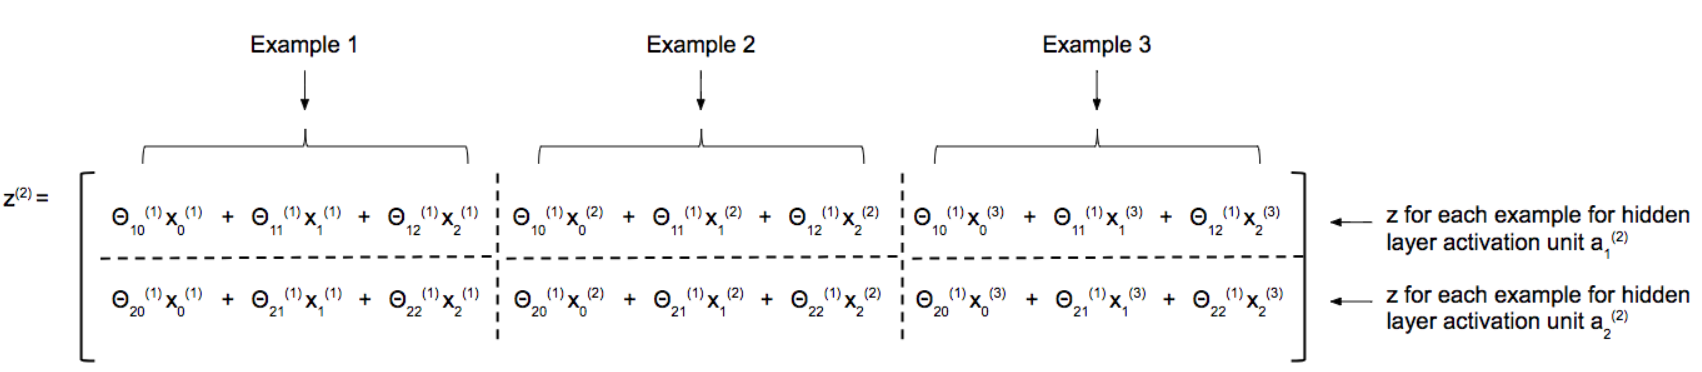 Example 1 Example 2 Example 3
z⁽²⁾ = Θ₁₀⁽¹⁾x₀⁽¹⁾ + Θ₁₁⁽¹⁾x₁⁽¹⁾ + Θ₁₂⁽¹⁾x₂⁽¹⁾ Θ₁₀⁽¹⁾x₀⁽²⁾ + Θ₁₁⁽¹⁾x₁⁽²⁾ + Θ₁₂⁽¹⁾x₂⁽²⁾ Θ₁₀⁽¹⁾x₀⁽³⁾ + Θ₁₁⁽¹⁾x₁⁽³⁾ + Θ₁₂⁽¹⁾x₂⁽³⁾
z for each example for hidden
layer activation unit a₁⁽²⁾
Θ₂₀⁽¹⁾x₀⁽¹⁾ + Θ₂₁⁽¹⁾x₁⁽¹⁾ + Θ₂₂⁽¹⁾x₂⁽¹⁾ Θ₂₀⁽¹⁾x₀⁽²⁾ + Θ₂₁⁽¹⁾x₁⁽²⁾ + Θ₂₂⁽¹⁾x₂⁽²⁾ Θ₂₀⁽¹⁾x₀⁽³⁾ + Θ₂₁⁽¹⁾x₁⁽³⁾ + Θ₂₂⁽¹⁾x₂⁽³⁾
z for each example for hidden
layer activation unit a₂⁽²⁾